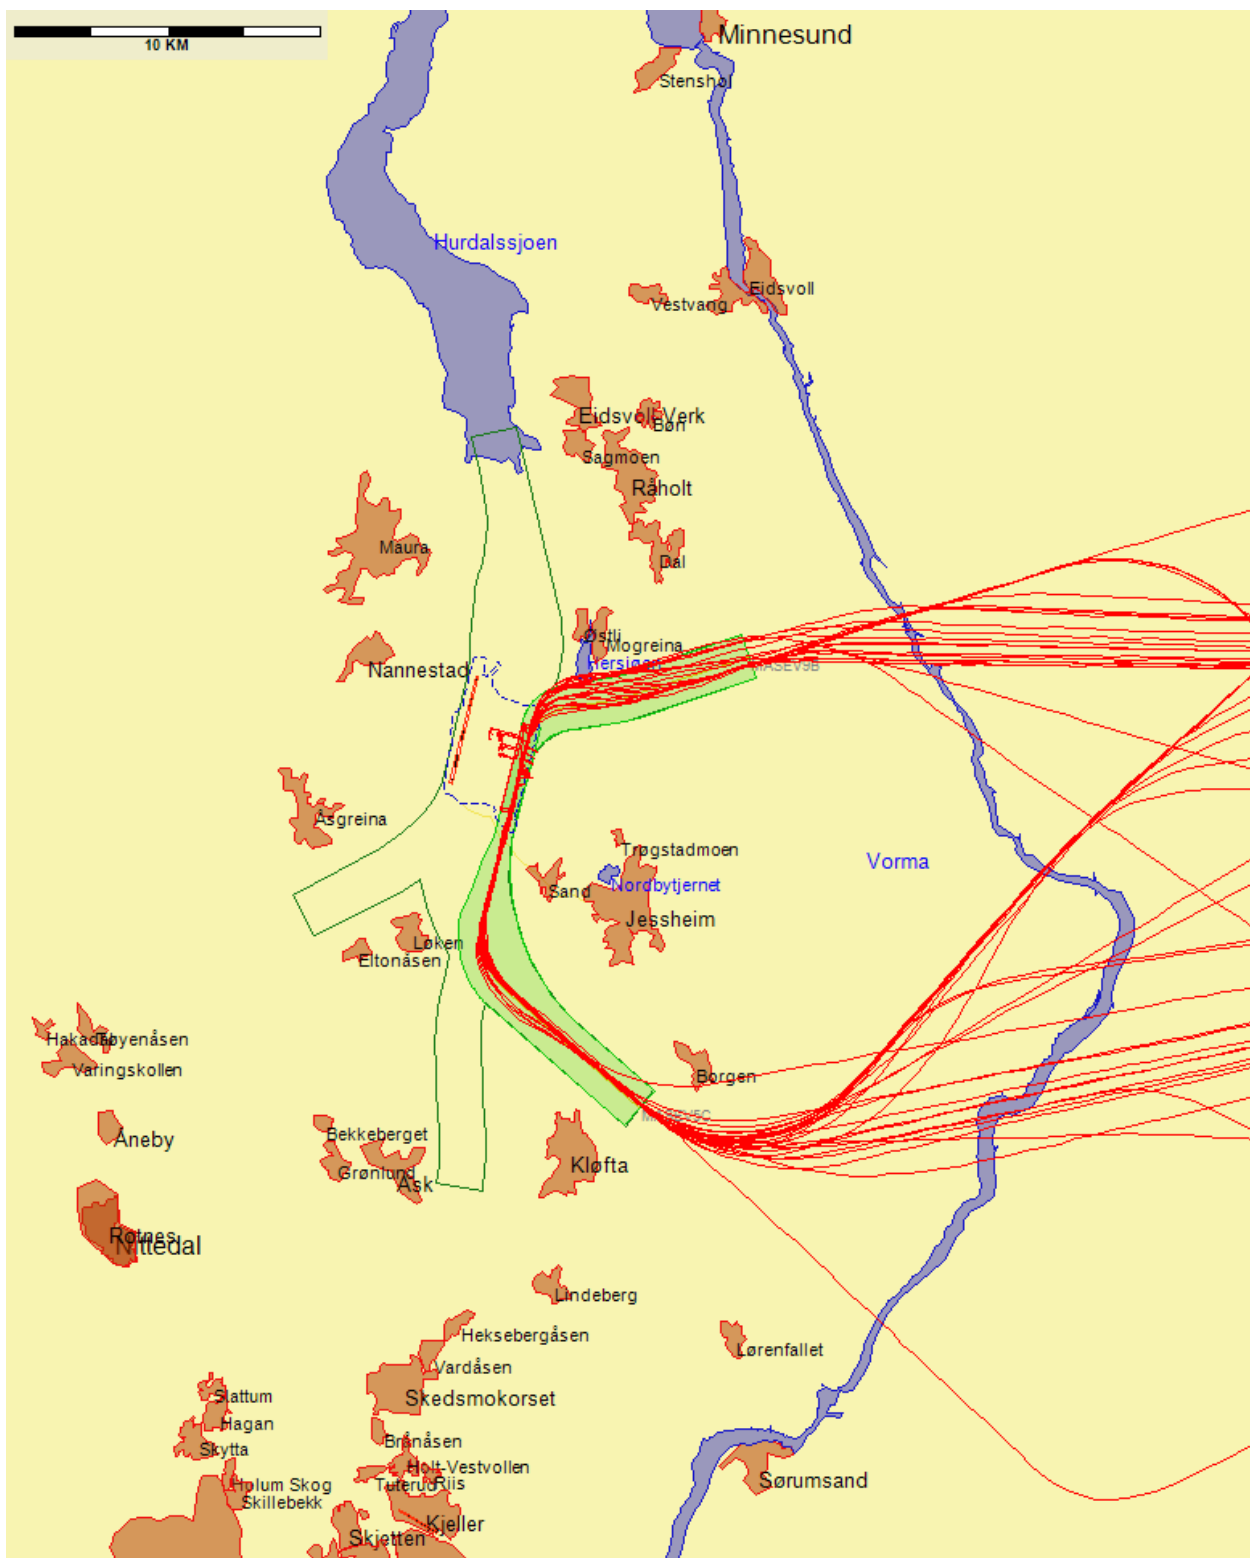 10 KM
Minnesund
Stenshol
Hurdalssjoen
Eidsvoll
Vestvang
Eidsvoll Verk
Bøn
Sagmoen
Råholt
Maura
Dal
Østli
Mogreina
Hersjøen
MASEV9B
Nannestad
Åsgreina
Trøgstadmoen
Vorma
Sand
Nordbytjernet
Jessheim
Løken
Eltonåsen
Hakadal
Tøyenåsen
Varingskollen
Borgen
Åneby
Bekkeberget
Kløfta
Grønlund
Ask
Rotnes
Nittedal
Lindeberg
Heksebergåsen
Lørenfallet
Vardåsen
Slattum
Skedsmokorset
Hagan
Brånåsen
Skytta
Holt-Vestvollen
Holum Skog
Tuterud
Riis
Sørumsand
Skillebekk
Kjeller
Skjetten